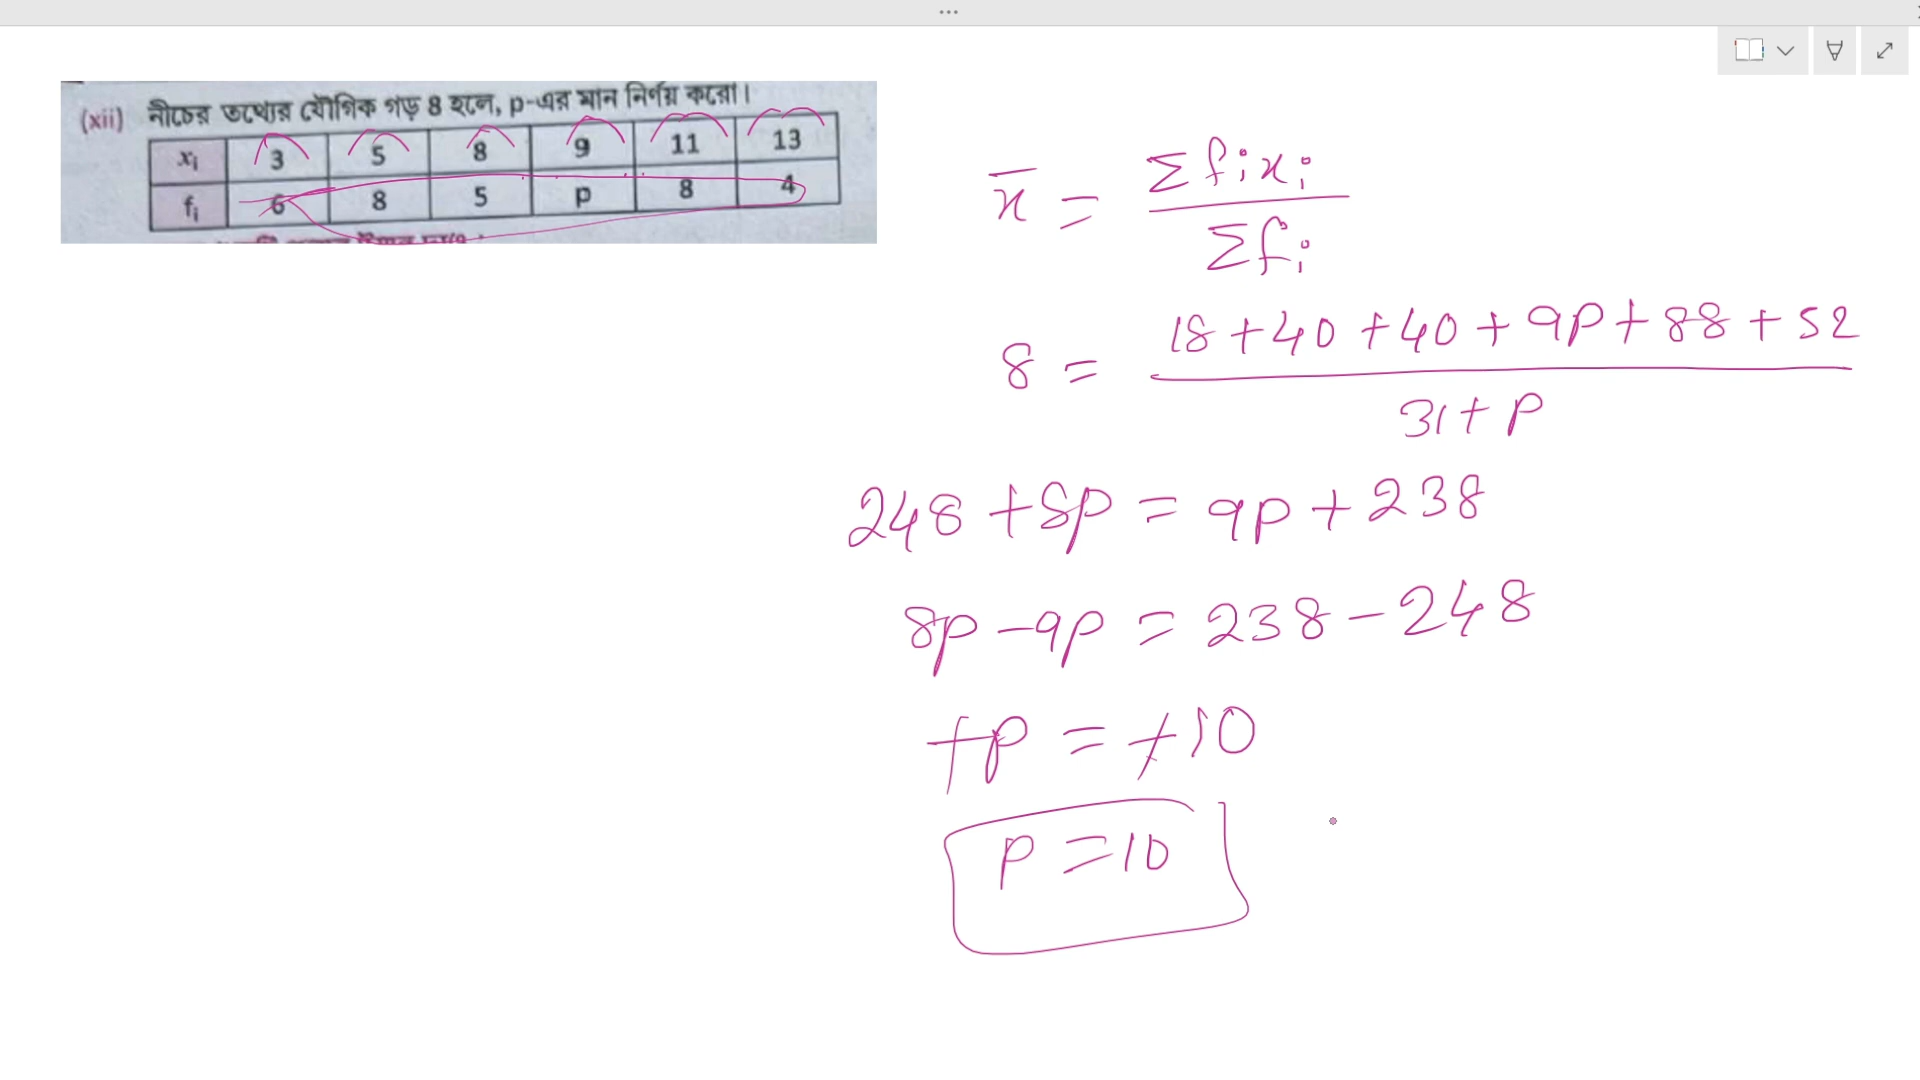 (xii) নীচের তথ্যের যৌগিক গড় 8 হলে, p-এর মান নির্ণয় করো।
xᵢ 3 5 8 9 11 13
fᵢ 6 8 5 p 8 4
x̄ = Σfᵢxᵢ / Σfᵢ
8 = 18 + 40 + 40 + 9p + 88 + 52 / 31 + p
248 + 8p = 9p + 238
8p - 9p = 238 - 248
-p = -10
p = 10